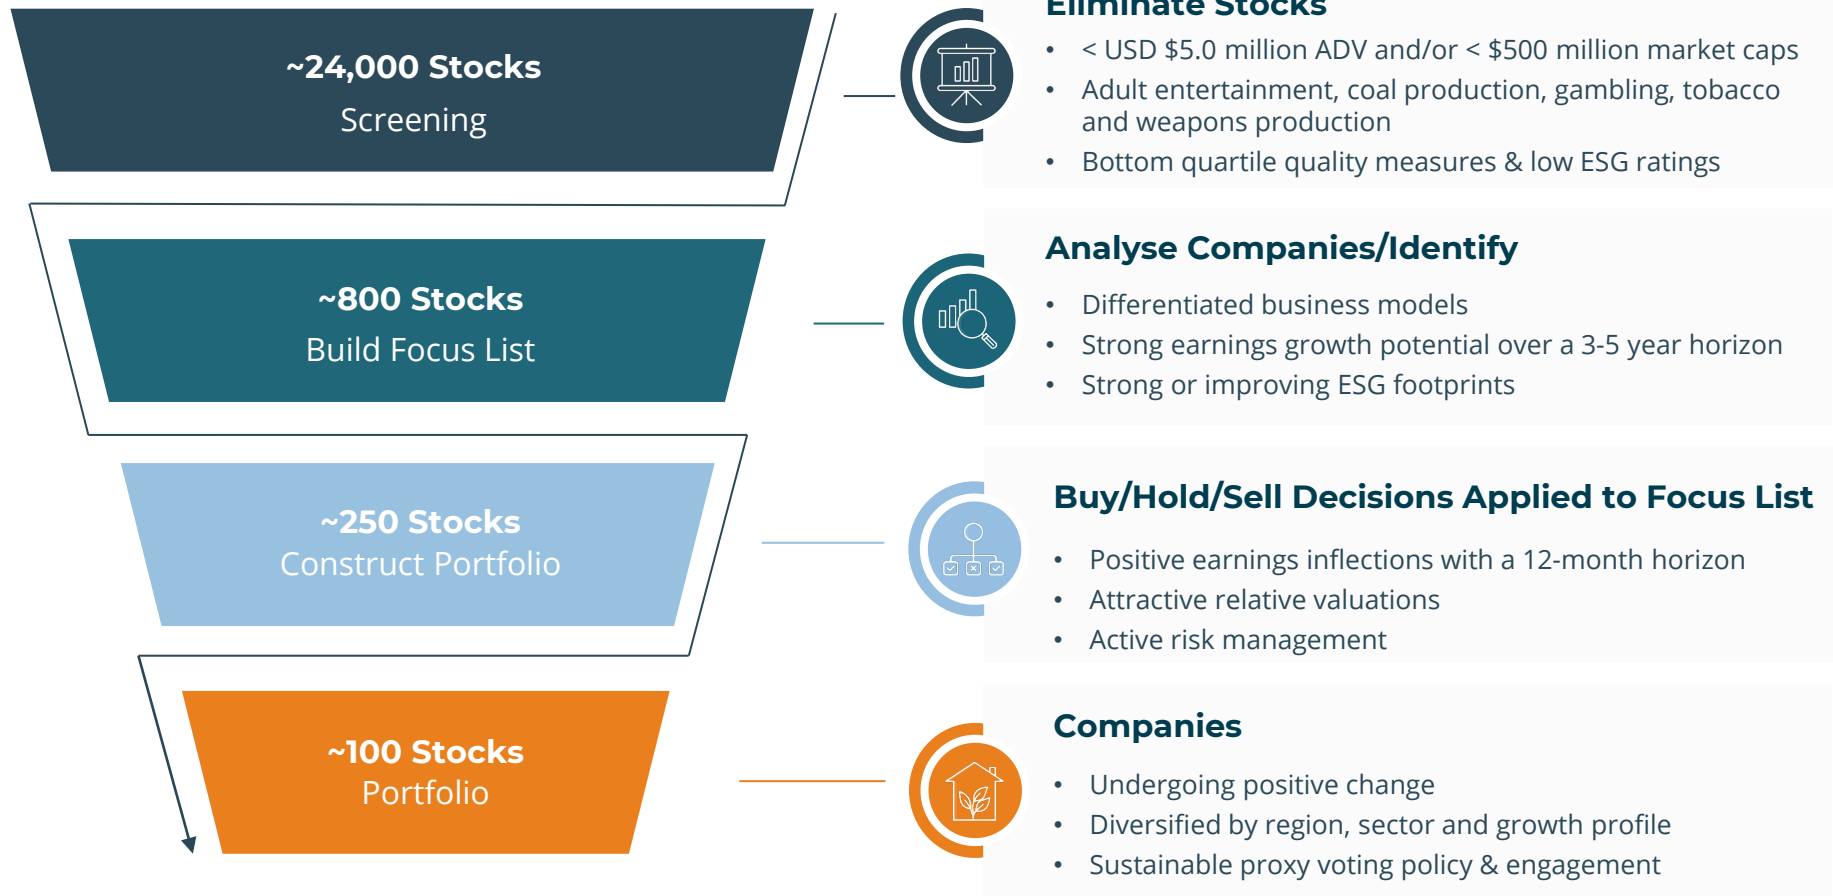 ~24,000 Stocks
Screening
Eliminate Stocks
• < USD $5.0 million ADV and/or < $500 million market caps
• Adult entertainment, coal production, gambling, tobacco
and weapons production
• Bottom quartile quality measures & low ESG ratings
~800 Stocks
Build Focus List
Analyse Companies/Identify
• Differentiated business models
• Strong earnings growth potential over a 3-5 year horizon
• Strong or improving ESG footprints
~250 Stocks
Construct Portfolio
Buy/Hold/Sell Decisions Applied to Focus List
• Positive earnings inflections with a 12-month horizon
• Attractive relative valuations
• Active risk management
~100 Stocks
Portfolio
Companies
• Undergoing positive change
• Diversified by region, sector and growth profile
• Sustainable proxy voting policy & engagement